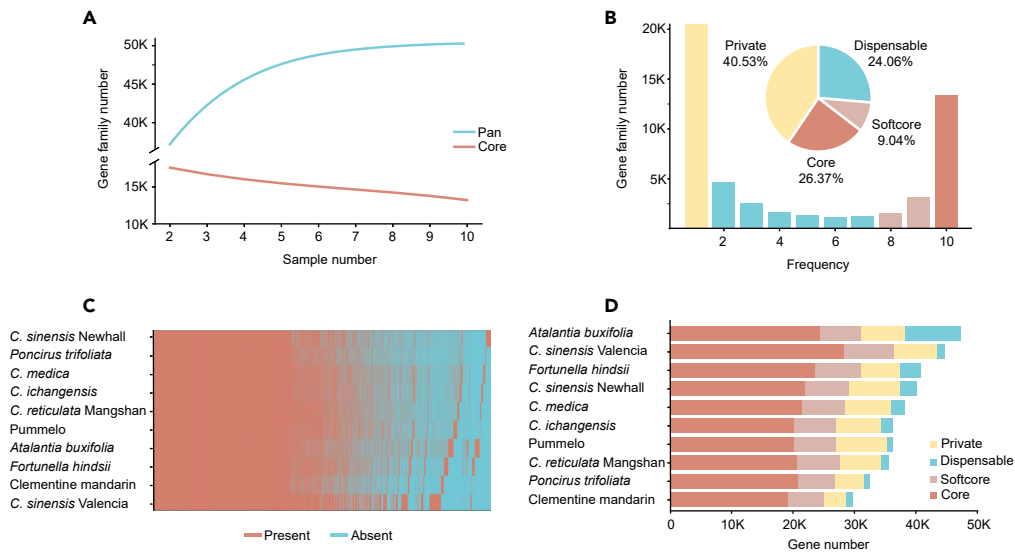 A
50K
45K
40K
15K
10K
Gene family number
2 3 4 5 6 7 8 9 10
Sample number
Pan
Core
B
20K
15K
10K
5K
Gene family number
2 4 6 8 10
Frequency
Private
40.53%
Dispensable
24.06%
Softcore
9.04%
Core
26.37%
C
C. sinensis Newhall
Poncirus trifoliata
C. medica
C. ichangensis
C. reticulata Mangshan
Pummelo
Atalantia buxifolia
Fortunella hindsii
Clementine mandarin
C. sinensis Valencia
Present Absent
D
Atalantia buxifolia
C. sinensis Valencia
Fortunella hindsii
C. sinensis Newhall
C. medica
C. ichangensis
Pummelo
C. reticulata Mangshan
Poncirus trifoliata
Clementine mandarin
0 10K 20K 30K 40K 50K
Gene number
Private
Dispensable
Softcore
Core